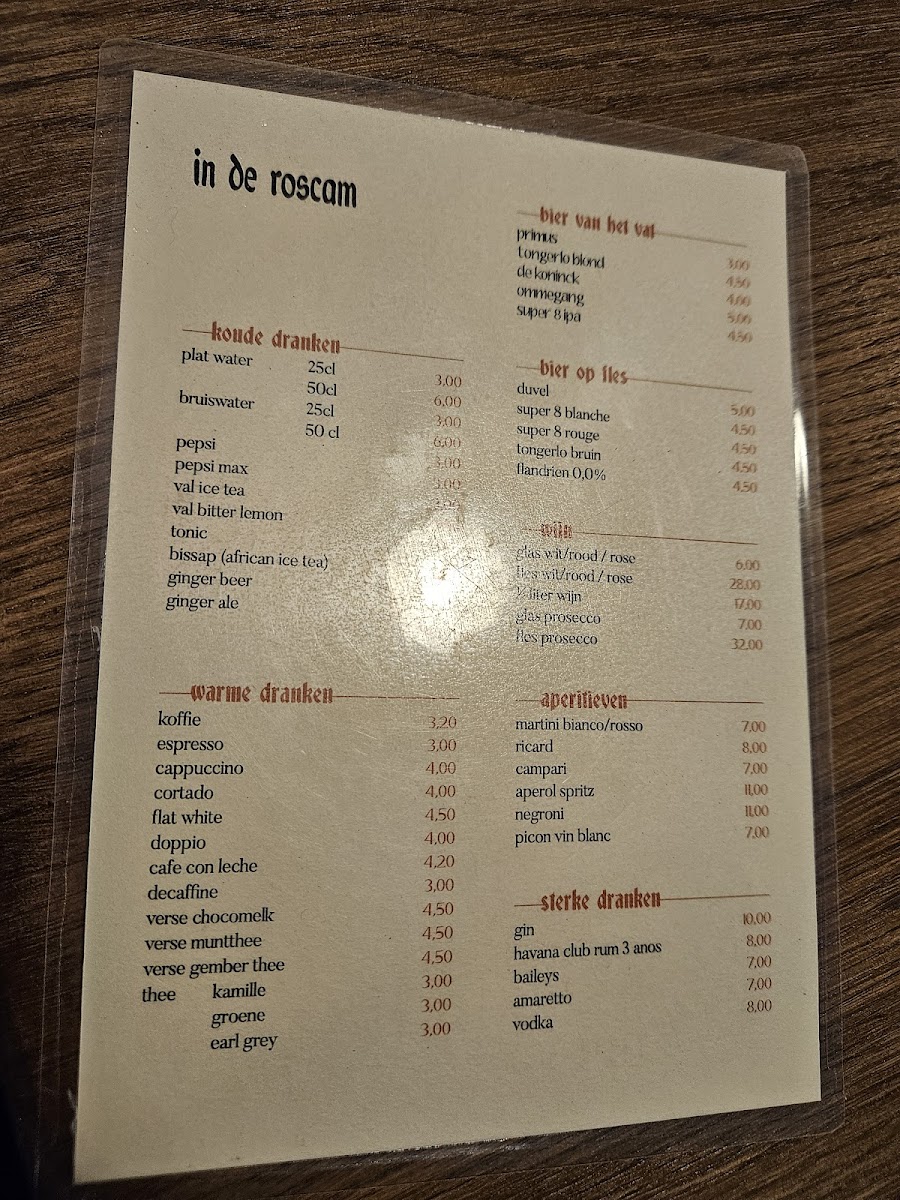 in de roscam
koude dranken
plat water 25cl 3,00
50cl 6,00
bruiswater 25cl 3,00
50 cl 6,00
pepsi 3,00
pepsi max 3,00
val ice tea
val bitter lemon
tonic
bissap (african ice tea)
ginger beer
ginger ale
warme dranken
koffie 3,20
espresso 3,00
cappuccino 4,00
cortado 4,00
flat white 4,50
doppio 4,00
cafe con leche 4,20
decaffine 3,00
verse chocomelk 4,50
verse muntthee 4,50
verse gember thee 4,50
thee kamille 3,00
groene 3,00
earl grey 3,00
bier van het vat
primus 3,00
tongerlo blond 4,50
de koninck 4,00
ommegang 5,00
super 8 ipa 4,50
bier op fles
duvel 5,00
super 8 blanche 4,50
super 8 rouge 4,50
tongerlo bruin 4,50
flandrien 0,0% 4,50
wijn
glas wit/rood / rose 6,00
fles wit/rood / rose 28,00
½ liter wijn 17,00
glas prosecco 7,00
fles prosecco 32,00
aperitieven
martini bianco/rosso 7,00
ricard 8,00
campari 7,00
aperol spritz 11,00
negroni 11,00
picon vin blanc 7,00
sterke dranken
gin 10,00
havana club rum 3 anos 8,00
baileys 7,00
amaretto 7,00
vodka 8,00